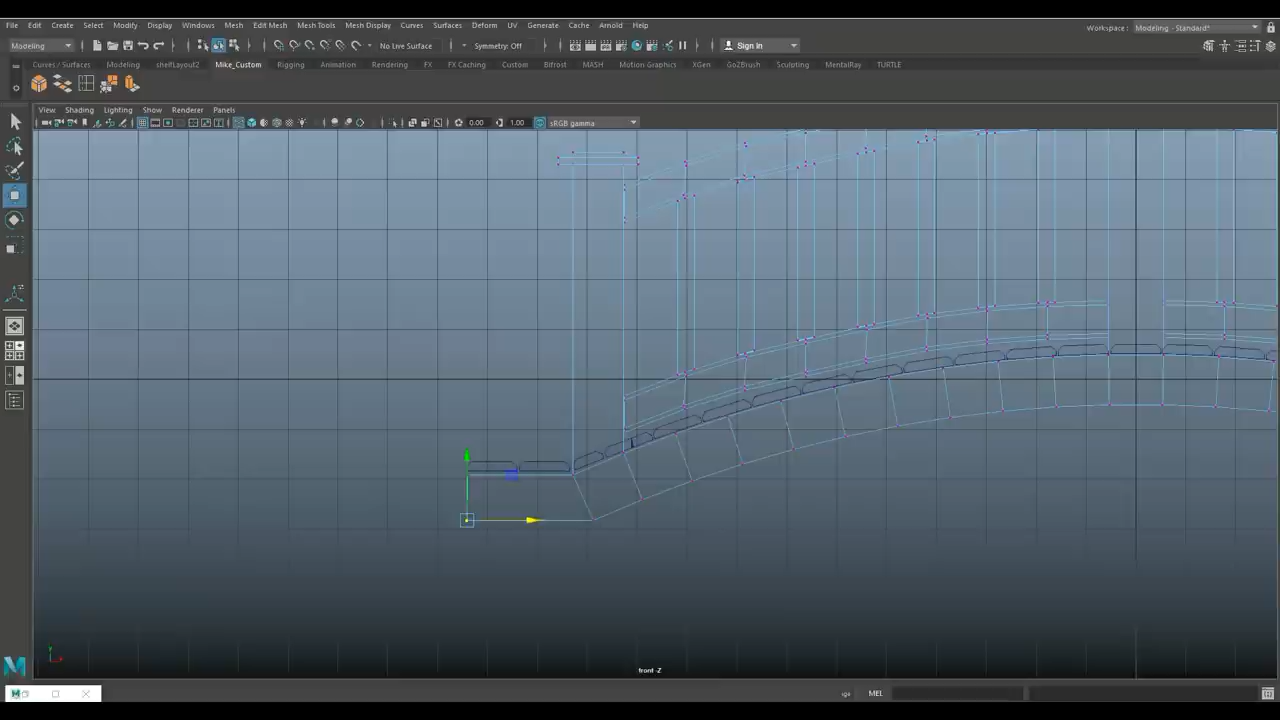 File Edit Create Select Modify Display Windows Mesh Edit Mesh Mesh Tools Mesh Display Curves Surfaces Deform UV Generate Cache Arnold Help
Workspace: Modeling - Standard*
Modeling No Live Surface Symmetry: Off Sign In
Curves / Surfaces Modeling shelfLayout2 Mike_Custom Rigging Animation Rendering FX FX Caching Custom Bifrost MASH Motion Graphics XGen GoZBrush Sculpting MentalRay TURTLE
View Shading Lighting Show Renderer Panels
0.00 1.00 sRGB gamma
front -Z
MEL